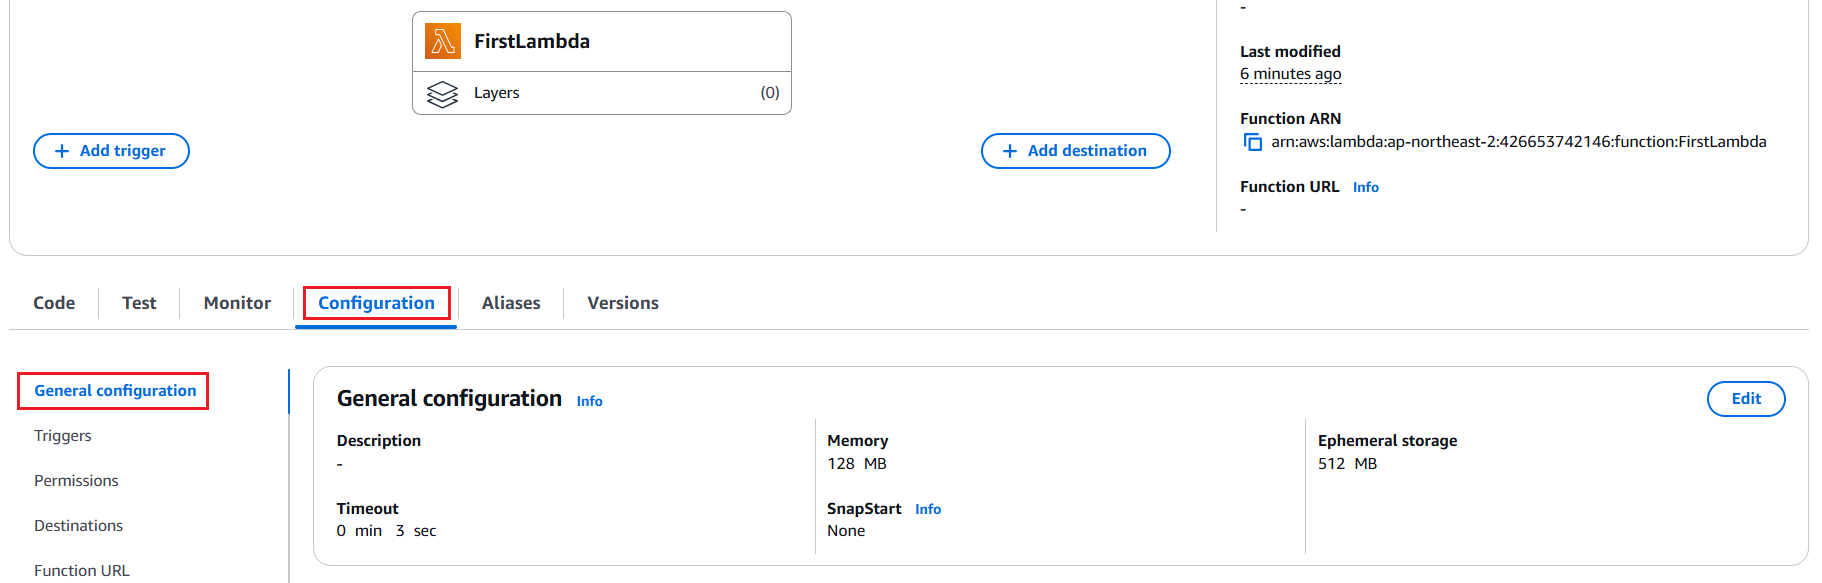 -
FirstLambda
Layers (0)
+ Add trigger
+ Add destination
Last modified
6 minutes ago
Function ARN
arn:aws:lambda:ap-northeast-2:426653742146:function:FirstLambda
Function URL Info
-
Code Test Monitor Configuration Aliases Versions
General configuration
Triggers
Permissions
Destinations
Function URL
General configuration Info
Edit
Description
-
Memory
128 MB
Ephemeral storage
512 MB
Timeout
0 min 3 sec
SnapStart Info
None